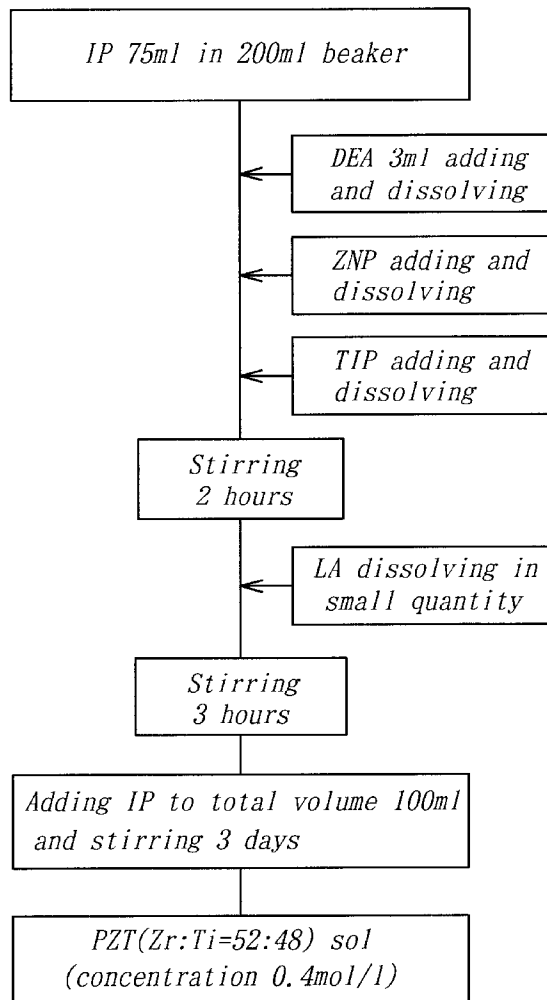 IP 75ml in 200ml beaker
DEA 3ml adding
and dissolving
ZNP adding and
dissolving
TIP adding and
dissolving
Stirring
2 hours
LA dissolving in
small quantity
Stirring
3 hours
Adding IP to total volume 100ml
and stirring 3 days
PZT(Zr:Ti=52:48) sol
(concentration 0.4mol/l)